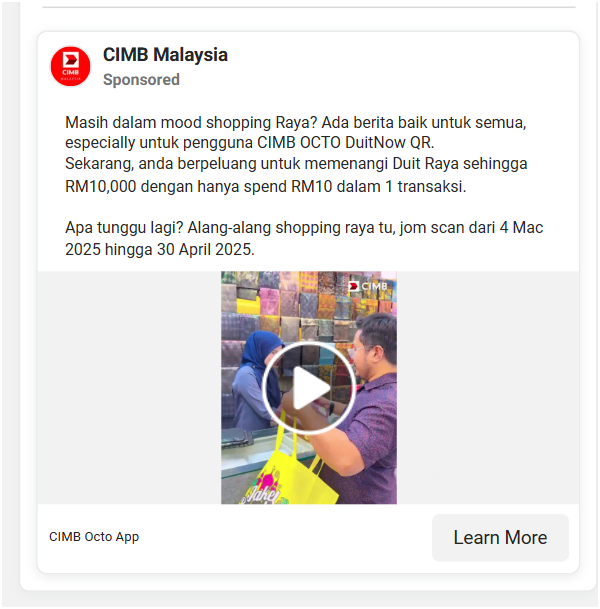 CIMB
MALAYSIA
CIMB Malaysia
Sponsored
Masih dalam mood shopping Raya? Ada berita baik untuk semua,
especially untuk pengguna CIMB OCTO DuitNow QR.
Sekarang, anda berpeluang untuk memenangi Duit Raya sehingga
RM10,000 dengan hanya spend RM10 dalam 1 transaksi.
Apa tunggu lagi? Alang-alang shopping raya tu, jom scan dari 4 Mac
2025 hingga 30 April 2025.
CIMB
Jakel
CIMB Octo App
Learn More